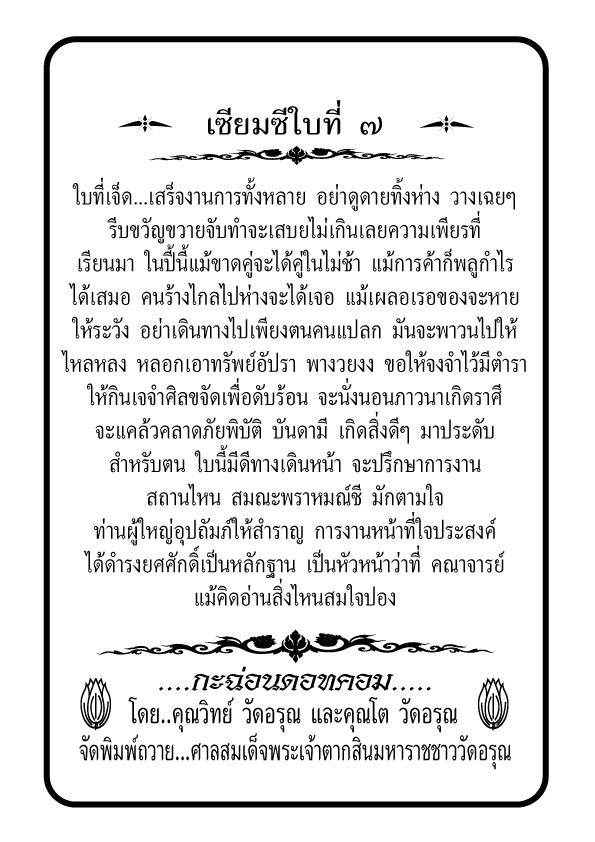 เซียมซีใบที่ ๗
ใบที่เจ็ด...เสร็จงานการทั้งหลาย อย่าดูดายทิ้งห่าง วางเฉยๆ
รีบขวัญขวายจับทำจะเสบยไม่เกินเลยความเพียรที่
เรียนมา ในปี้นี้แม้ขาดคู่จะได้คู่ในไม่ช้า แม้การค้าก็พลูกำไร
ได้เสมอ คนร้างไกลไปห่างจะได้เจอ แม้เผลอเรอของจะหาย
ให้ระวัง อย่าเดินทางไปเพียงตนคนแปลก มันจะพาวนไปให้
ไหลหลง หลอกเอาทรัพย์อัปรา พางวยงง ขอให้จงจำไว้มีตำรา
ให้กินเจจำศิลขจัดเพื่อดับร้อน จะนั่งนอนภาวนาเกิดราศี
จะแคล้วคลาดภัยพิบัติ บันดามี เกิดสิ่งดีๆ มาประดับ
สำหรับตน ใบนี้มีดีทางเดินหน้า จะปรึกษาการงาน
สถานไหน สมณะพราหมณ์ชี มักตามใจ
ท่านผู้ใหญ่อุปถัมภ์ให้สำราญ การงานหน้าที่ใจประสงค์
ได้ดำรงยศศักดิ์เป็นหลักฐาน เป็นหัวหน้าว่าที่ คณาจารย์
แม้คิดอ่านสิ่งไหนสมใจปอง
....กะฉ่อนดอทคอม.....
โดย..คุณวิทย์ วัดอรุณ และคุณโต วัดอรุณ
จัดพิมพ์ถวาย...ศาลสมเด็จพระเจ้าตากสินมหาราชชาววัดอรุณ